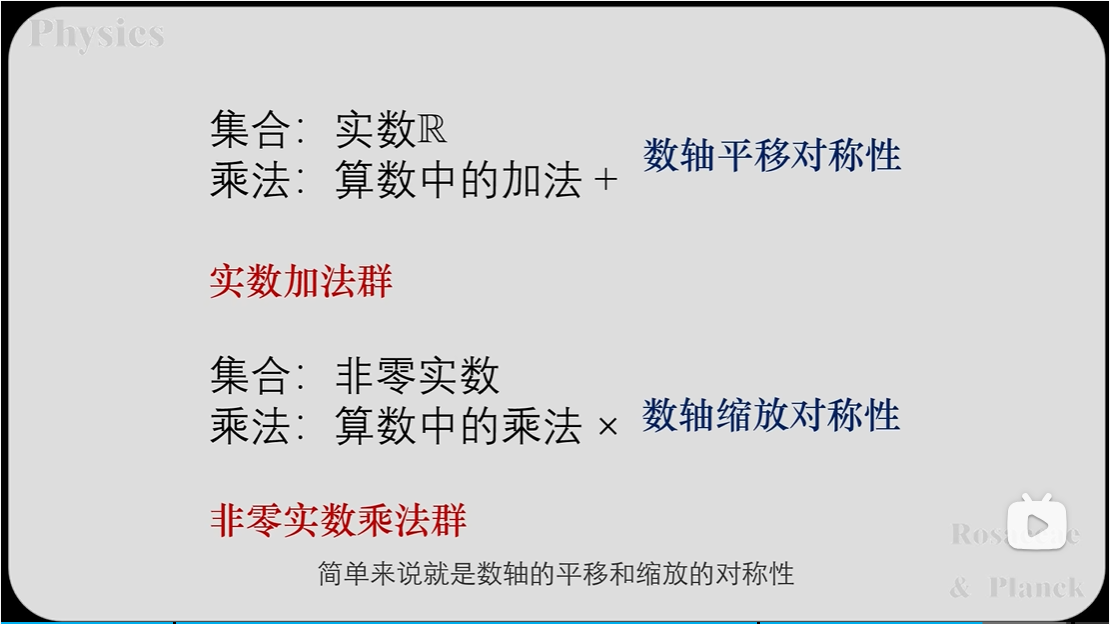 Physics
集合：实数ℝ
乘法：算数中的加法 +
数轴平移对称性
实数加法群
集合：非零实数
乘法：算数中的乘法 ×
数轴缩放对称性
非零实数乘法群
简单来说就是数轴的平移和缩放的对称性
& Planck